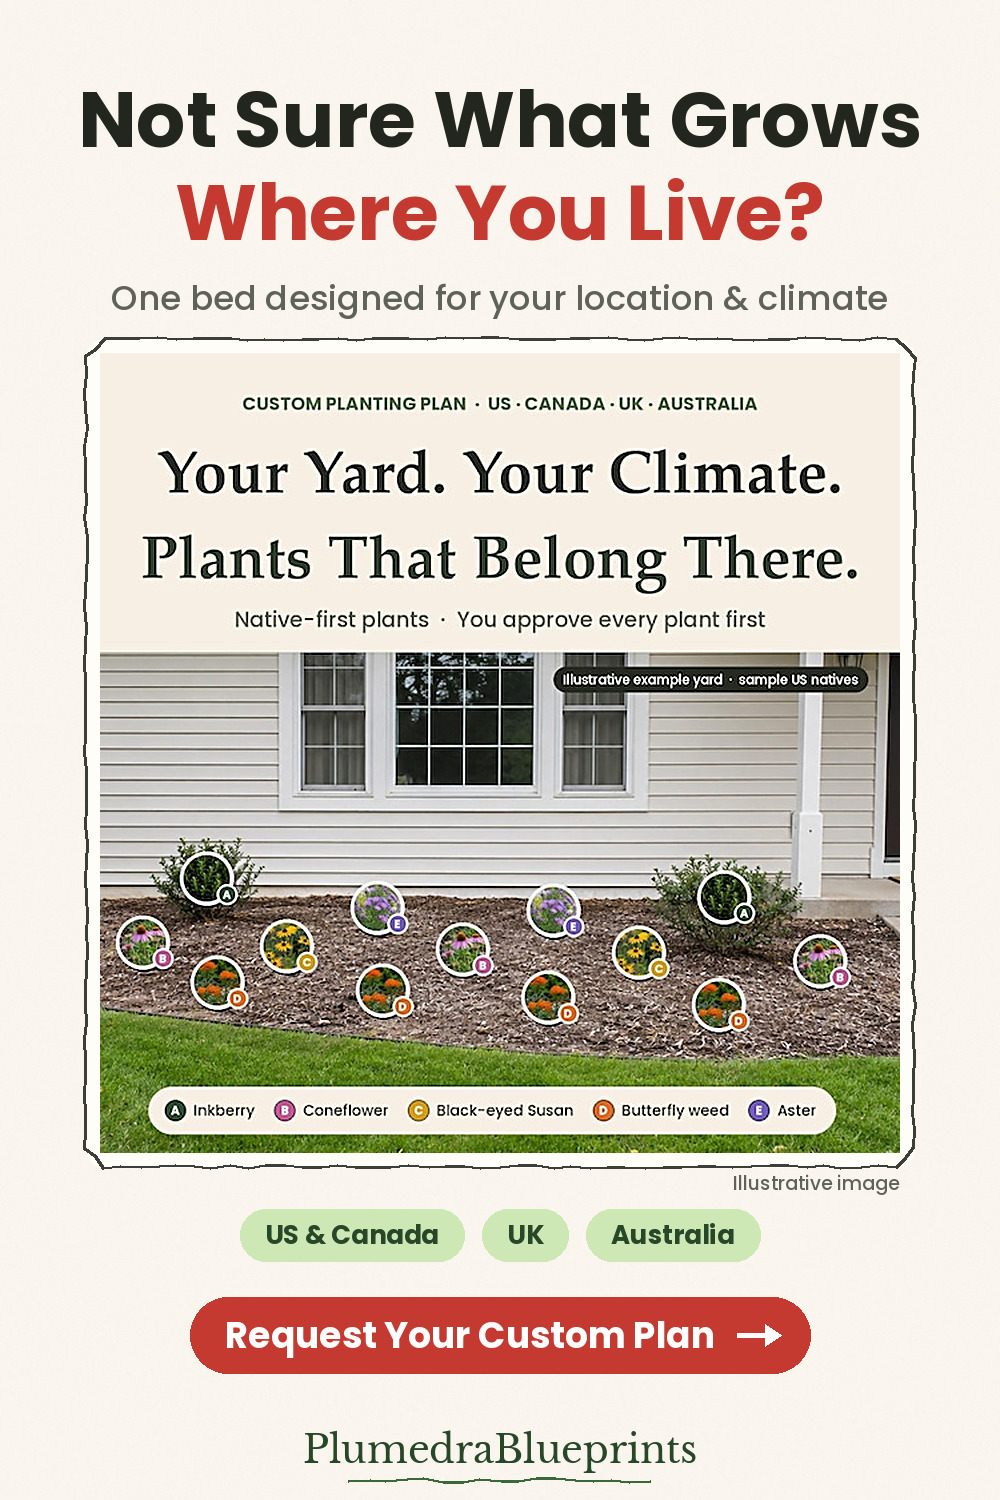 Not Sure What Grows
Where You Live?
One bed designed for your location & climate
CUSTOM PLANTING PLAN · US · CANADA · UK · AUSTRALIA
Your Yard. Your Climate.
Plants That Belong There.
Native-first plants · You approve every plant first
Illustrative example yard · sample US natives
A
A
E
E
B
B
B
C
C
D
D
D
D
A Inkberry B Coneflower C Black-eyed Susan D Butterfly weed E Aster
Illustrative image
US & Canada UK Australia
Request Your Custom Plan →
PlumedraBlueprints